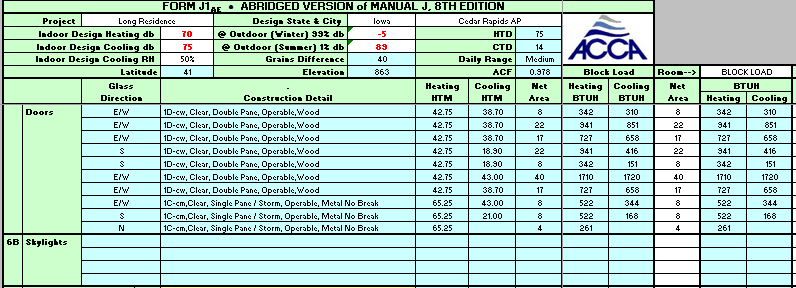 FORM J1AE • ABRIDGED VERSION of MANUAL J, 8TH EDITION
Project Long Residence Design State & City Iowa Cedar Rapids AP
Indoor Design Heating db 70 @ Outdoor (Winter) 99% db -5 HTD 75
Indoor Design Cooling db 75 @ Outdoor (Summer) 1% db 89 CTD 14
Indoor Design Cooling RH 50% Grains Difference 40 Daily Range Medium ACCA
Latitude 41 Elevation 863 ACF 0.978 Block Load Room--> BLOCK LOAD
Glass . Heating Cooling Net Heating Cooling Net BTUH
Direction Construction Detail HTM HTM Area BTUH BTUH Area Heating Cooling
Doors E/W 1D-cw, Clear, Double Pane, Operable,Wood 42.75 38.70 8 342 310 8 342 310
E/W 1D-cw, Clear, Double Pane, Operable,Wood 42.75 38.70 22 941 851 22 941 851
E/W 1D-cw, Clear, Double Pane, Operable,Wood 42.75 38.70 17 727 658 17 727 658
S 1D-cw, Clear, Double Pane, Operable,Wood 42.75 18.90 22 941 416 22 941 416
S 1D-cw, Clear, Double Pane, Operable,Wood 42.75 18.90 8 342 151 8 342 151
E/W 1D-cw, Clear, Double Pane, Operable,Wood 42.75 43.00 40 1710 1720 40 1710 1720
E/W 1D-cw, Clear, Double Pane, Operable,Wood 42.75 38.70 17 727 658 17 727 658
E/W 1C-cm,Clear, Single Pane / Storm, Operable, Metal No Break 65.25 43.00 8 522 344 8 522 344
S 1C-cm,Clear, Single Pane / Storm, Operable, Metal No Break 65.25 21.00 8 522 168 8 522 168
N 1C-cm,Clear, Single Pane / Storm, Operable, Metal No Break 65.25 4 261 4 261
6B Skylights